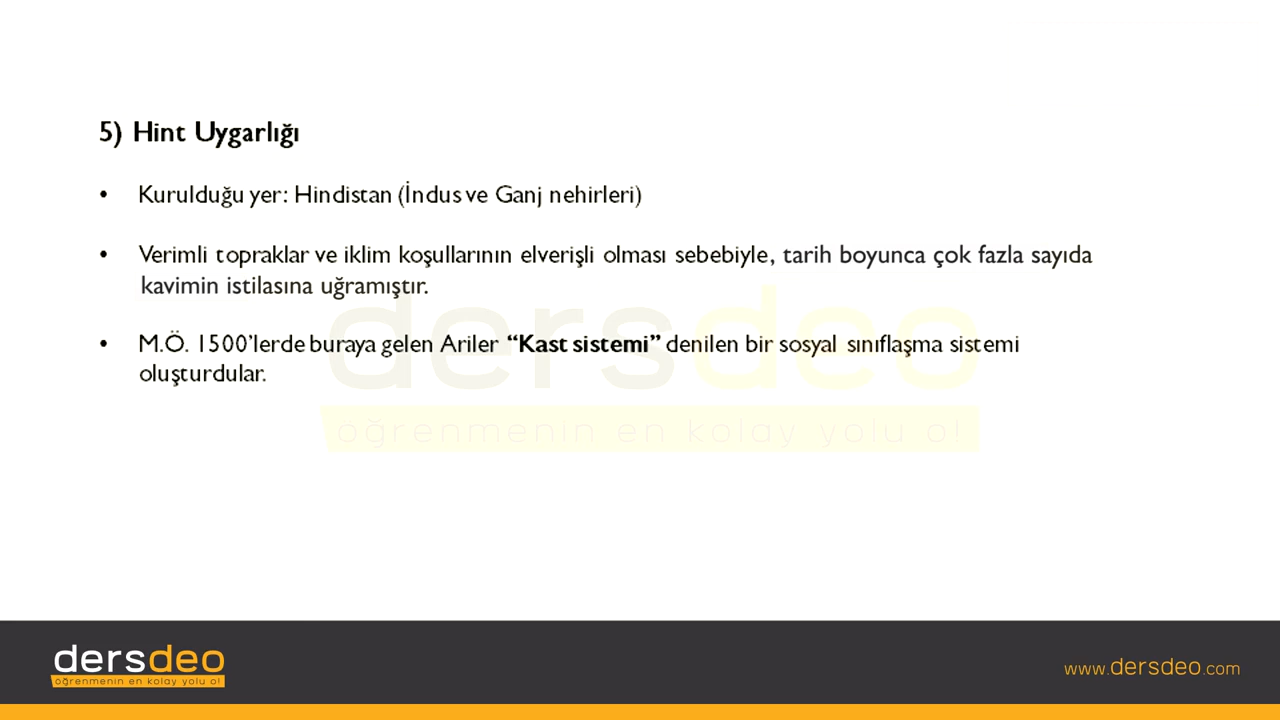 5) Hint Uygarlığı
• Kurulduğu yer: Hindistan (İndus ve Ganj nehirleri)
• Verimli topraklar ve iklim koşullarının elverişli olması sebebiyle, tarih boyunca çok fazla sayıda
kavimin istilasına uğramıştır.
• M.Ö. 1500’lerde buraya gelen Ariler “Kast sistemi” denilen bir sosyal sınıflaşma sistemi
oluşturdular.
dersdeo
öğrenmenin en kolay yolu o!
dersdeo
öğrenmenin en kolay yolu o!
www.dersdeo.com